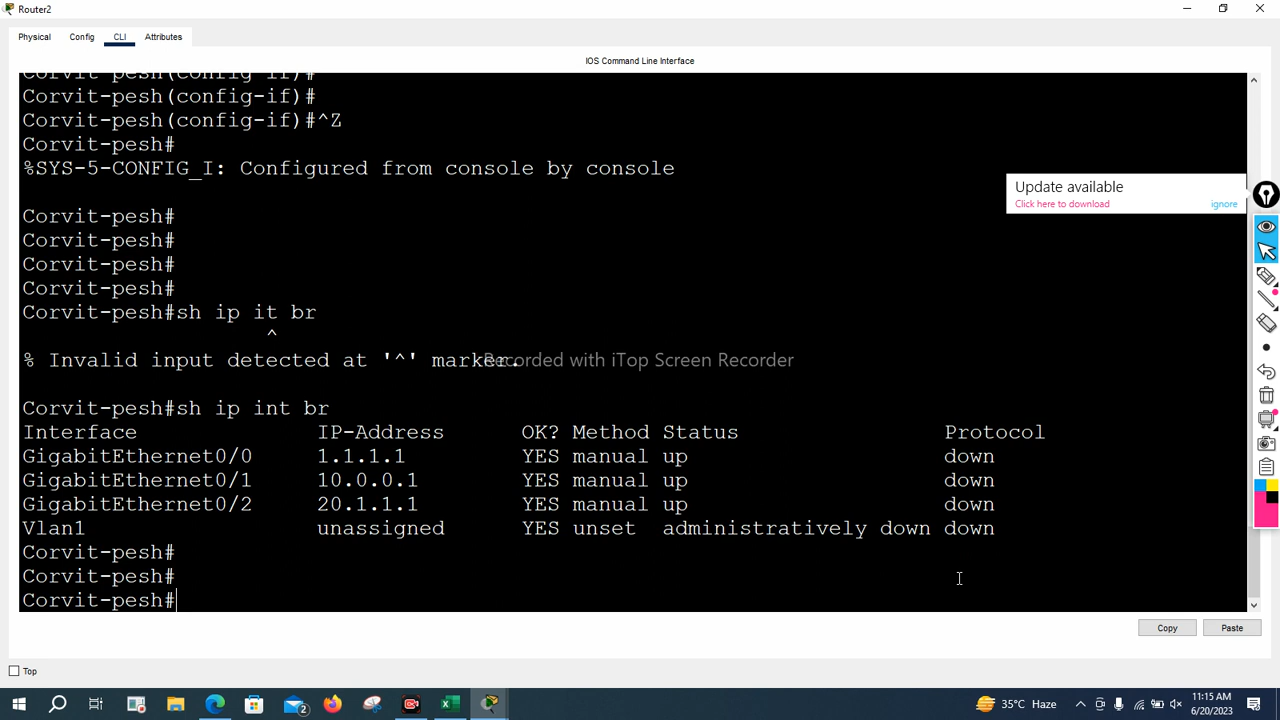 Router2
Physical Config CLI Attributes
IOS Command Line Interface
Corvit-pesh(config-if)#
Corvit-pesh(config-if)#
Corvit-pesh(config-if)#^Z
Corvit-pesh#
%SYS-5-CONFIG_I: Configured from console by console
Update available
Click here to download ignore
Corvit-pesh#
Corvit-pesh#
Corvit-pesh#
Corvit-pesh#
Corvit-pesh#sh ip it br
^
% Invalid input detected at '^' marker.
Recorded with iTop Screen Recorder
Corvit-pesh#sh ip int br
Interface IP-Address OK? Method Status Protocol
GigabitEthernet0/0 1.1.1.1 YES manual up down
GigabitEthernet0/1 10.0.0.1 YES manual up down
GigabitEthernet0/2 20.1.1.1 YES manual up down
Vlan1 unassigned YES unset administratively down down
Corvit-pesh#
Corvit-pesh#
Corvit-pesh#
Copy Paste
Top
2
35°C Haze
11:15 AM
6/20/2023